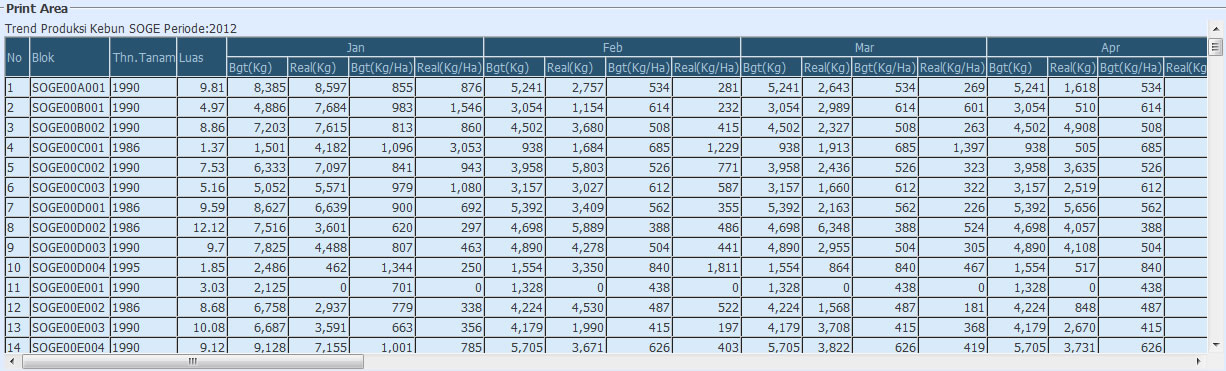 Print Area
Trend Produksi Kebun SOGE Periode:2012
No Blok Thn.Tanam Luas Jan Feb Mar Apr
Bgt(Kg) Real(Kg) Bgt(Kg/Ha) Real(Kg/Ha) Bgt(Kg) Real(Kg) Bgt(Kg/Ha) Real(Kg/Ha) Bgt(Kg) Real(Kg) Bgt(Kg/Ha) Real(Kg/Ha) Bgt(Kg) Real(Kg) Bgt(Kg/Ha) Real(Kg
1 SOGE00A001 1990 9.81 8,385 8,597 855 876 5,241 2,757 534 281 5,241 2,643 534 269 5,241 1,618 534
2 SOGE00B001 1990 4.97 4,886 7,684 983 1,546 3,054 1,154 614 232 3,054 2,989 614 601 3,054 510 614
3 SOGE00B002 1990 8.86 7,203 7,615 813 860 4,502 3,680 508 415 4,502 2,327 508 263 4,502 4,908 508
4 SOGE00C001 1986 1.37 1,501 4,182 1,096 3,053 938 1,684 685 1,229 938 1,913 685 1,397 938 505 685
5 SOGE00C002 1990 7.53 6,333 7,097 841 943 3,958 5,803 526 771 3,958 2,436 526 323 3,958 3,635 526
6 SOGE00C003 1990 5.16 5,052 5,571 979 1,080 3,157 3,027 612 587 3,157 1,660 612 322 3,157 2,519 612
7 SOGE00D001 1986 9.59 8,627 6,639 900 692 5,392 3,409 562 355 5,392 2,163 562 226 5,392 5,656 562
8 SOGE00D002 1986 12.12 7,516 3,601 620 297 4,698 5,889 388 486 4,698 6,348 388 524 4,698 4,057 388
9 SOGE00D003 1990 9.7 7,825 4,488 807 463 4,890 4,278 504 441 4,890 2,955 504 305 4,890 4,108 504
10 SOGE00D004 1995 1.85 2,486 462 1,344 250 1,554 3,350 840 1,811 1,554 864 840 467 1,554 517 840
11 SOGE00E001 1990 3.03 2,125 0 701 0 1,328 0 438 0 1,328 0 438 0 1,328 0 438
12 SOGE00E002 1986 8.68 6,758 2,937 779 338 4,224 4,530 487 522 4,224 1,568 487 181 4,224 848 487
13 SOGE00E003 1990 10.08 6,687 3,591 663 356 4,179 1,990 415 197 4,179 3,708 415 368 4,179 2,670 415
14 SOGE00E004 1990 9.12 9,128 7,155 1,001 785 5,705 3,671 626 403 5,705 3,822 626 419 5,705 3,731 626